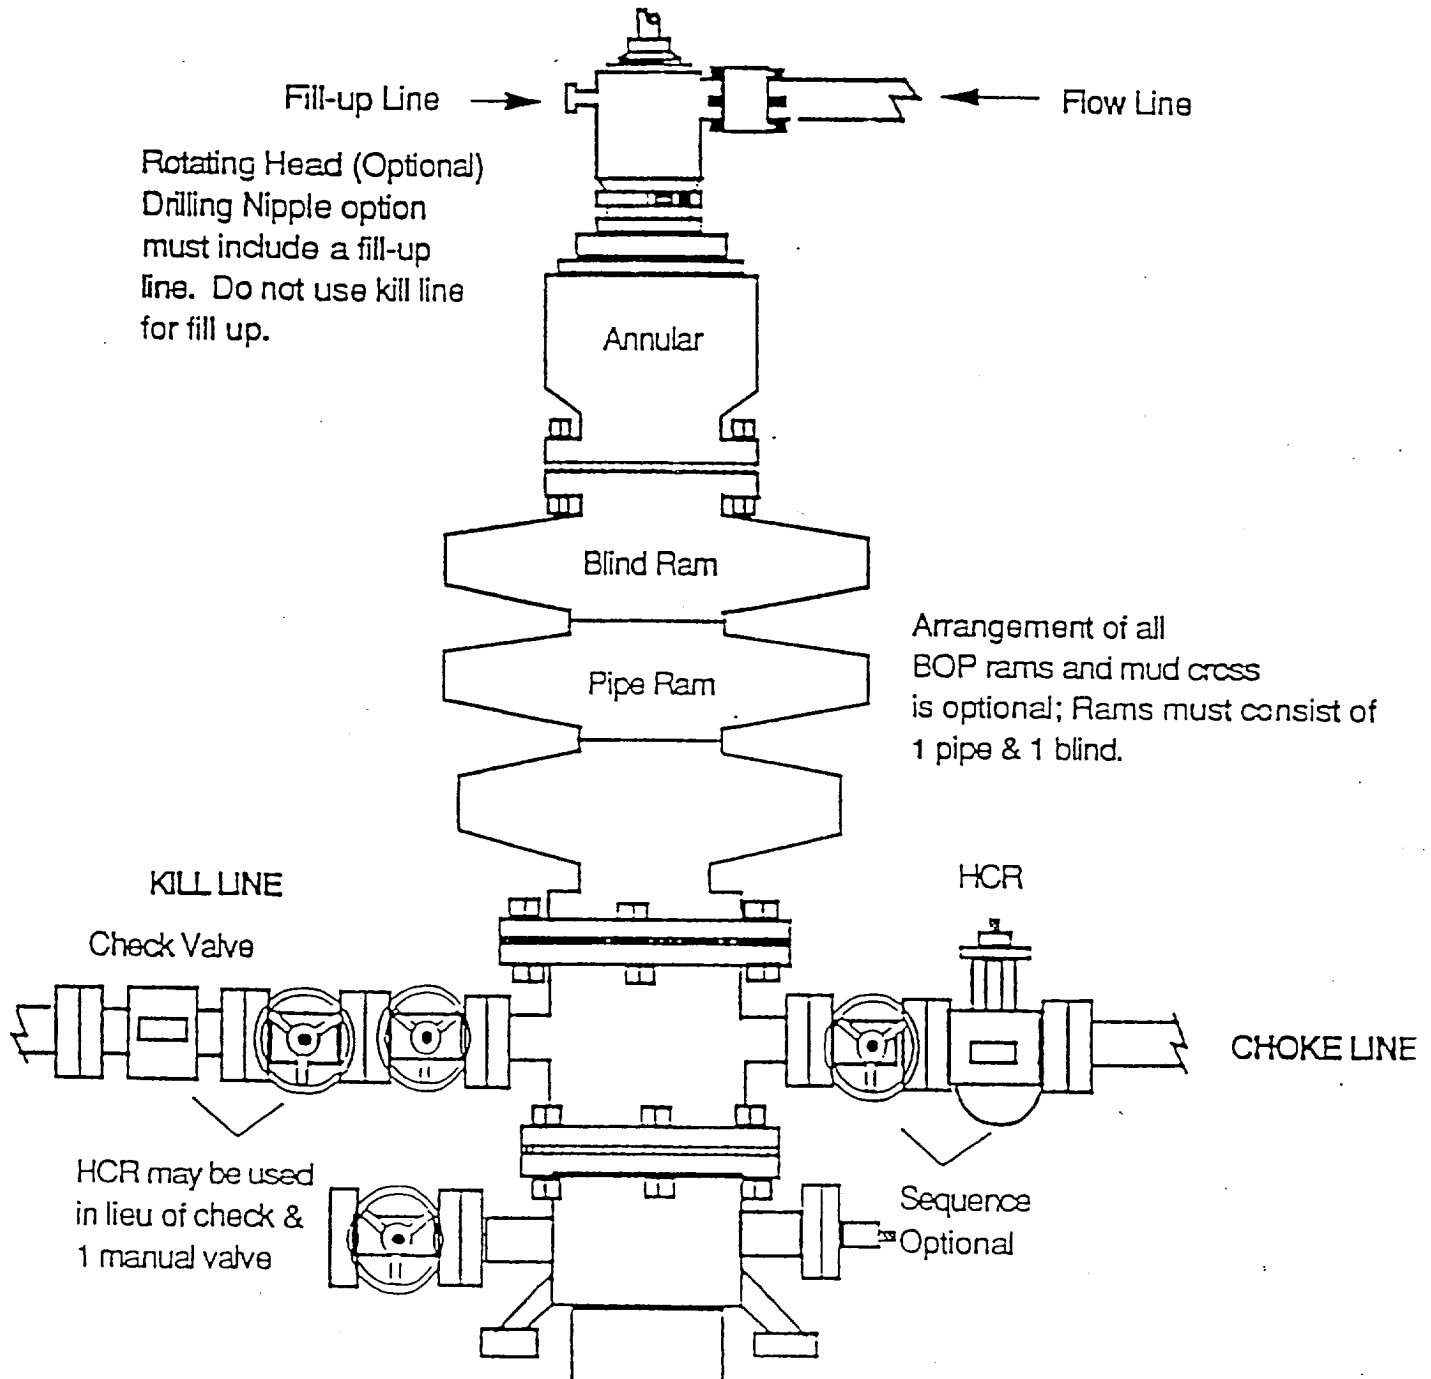 Fill-up Line
Flow Line
Rotating Head (Optional)
Drilling Nipple option
must include a fill-up
line. Do not use kill line
for fill up.
Annular
Blind Ram
Pipe Ram
Arrangement of all
BOP rams and mud cross
is optional; Rams must consist of
1 pipe & 1 blind.
KILL LINE
Check Valve
HCR
CHOKE LINE
HCR may be used
in lieu of check &
1 manual valve
Sequence
Optional